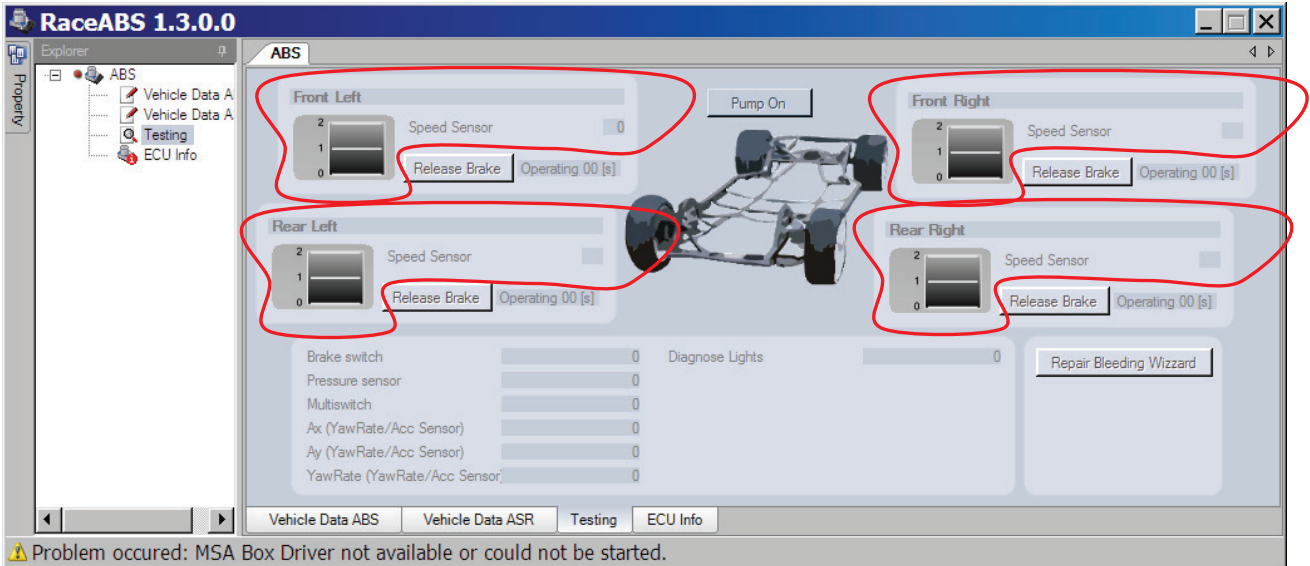 RaceABS 1.3.0.0
Property
Explorer
ABS
Vehicle Data A
Vehicle Data A
Testing
ECU Info
ABS
Front Left
2
1
0
Speed Sensor 0
Release Brake Operating 00 [s]
Pump On
Front Right
2
1
0
Speed Sensor
Release Brake Operating 00 [s]
Rear Left
2
1
0
Speed Sensor
Release Brake Operating 00 [s]
Rear Right
2
1
0
Speed Sensor
Release Brake Operating 00 [s]
Brake switch 0
Pressure sensor 0
Multiswitch 0
Ax (YawRate/Acc Sensor) 0
Ay (YawRate/Acc Sensor) 0
YawRate (YawRate/Acc Sensor) 0
Diagnose Lights 0
Repair Bleeding Wizzard
Vehicle Data ABS Vehicle Data ASR Testing ECU Info
Problem occured: MSA Box Driver not available or could not be started.